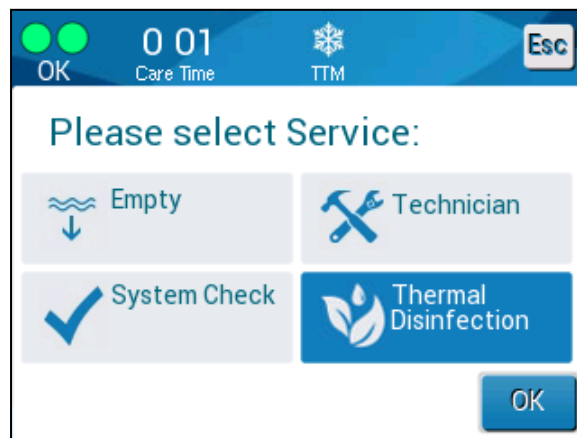 OK
0 01
Care Time
TTM
Esc
Please select Service:
Empty
Technician
System Check
Thermal
Disinfection
OK